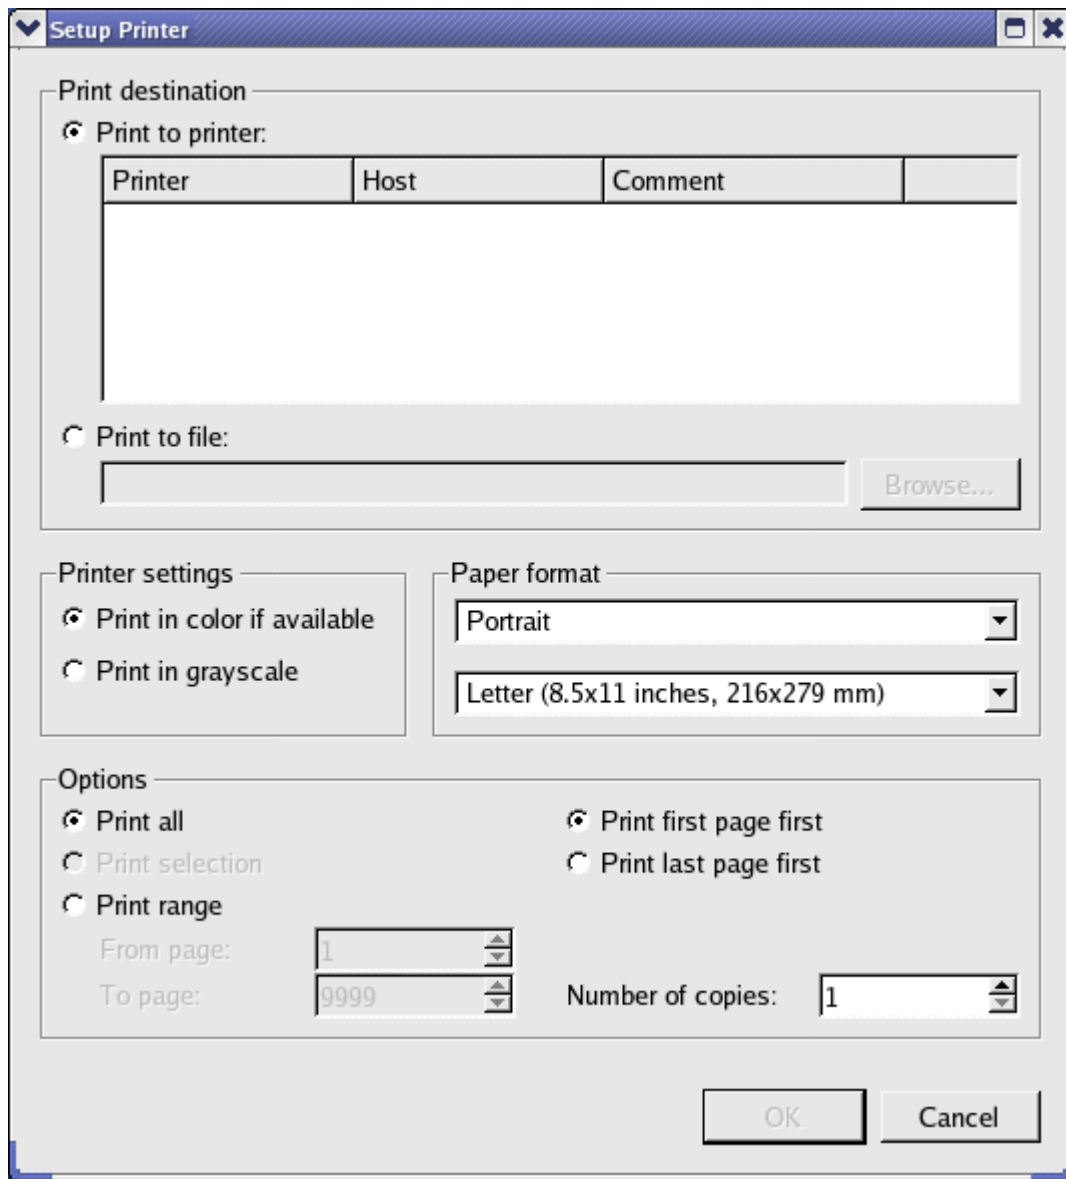 Setup Printer
Print destination
Print to printer:
Printer Host Comment
Print to file:
Browse...
Printer settings
Print in color if available
Print in grayscale
Paper format
Portrait
Letter (8.5x11 inches, 216x279 mm)
Options
Print all
Print selection
Print range
From page: 1
To page: 9999
Print first page first
Print last page first
Number of copies: 1
OK Cancel